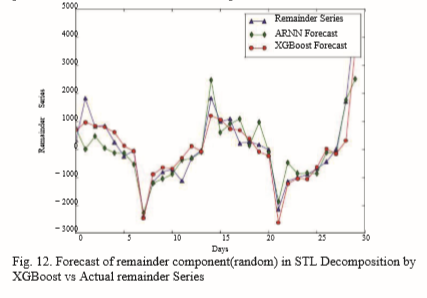 5000
4000
3000
2000
1000
0
−1000
−2000
−3000
Remainder Series
Remainder Series
ARNN Forecast
XGBoost Forecast
0 5 10 15 20 25 30
Days
Fig. 12. Forecast of remainder component(random) in STL Decomposition by
XGBoost vs Actual remainder Series